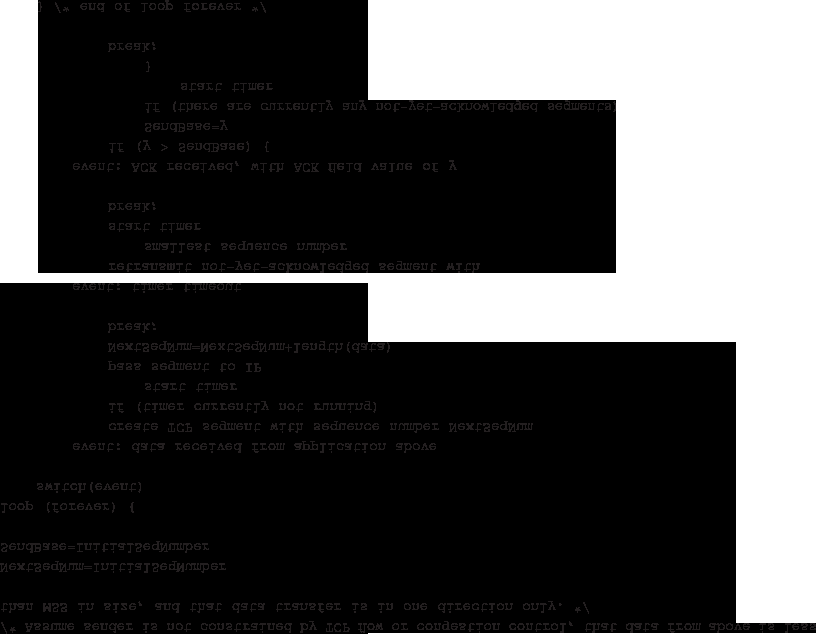 /* Assume sender is not constrained by TCP flow or congestion control, that data from above is less
than MSS in size, and that data transfer is in one direction only. */
NextSeqNum=InitialSeqNumber
SendBase=InitialSeqNumber
loop (forever) {
switch(event)
event: data received from application above
create TCP segment with sequence number NextSeqNum
if (timer currently not running)
start timer
pass segment to IP
NextSeqNum=NextSeqNum+length(data)
break;
event: timer timeout
retransmit not-yet-acknowledged segment with
smallest sequence number
start timer
break;
event: ACK received, with ACK field value of y
if (y > SendBase) {
SendBase=y
if (there are currently any not-yet-acknowledged segments)
start timer
}
break;
} /* end of loop forever */